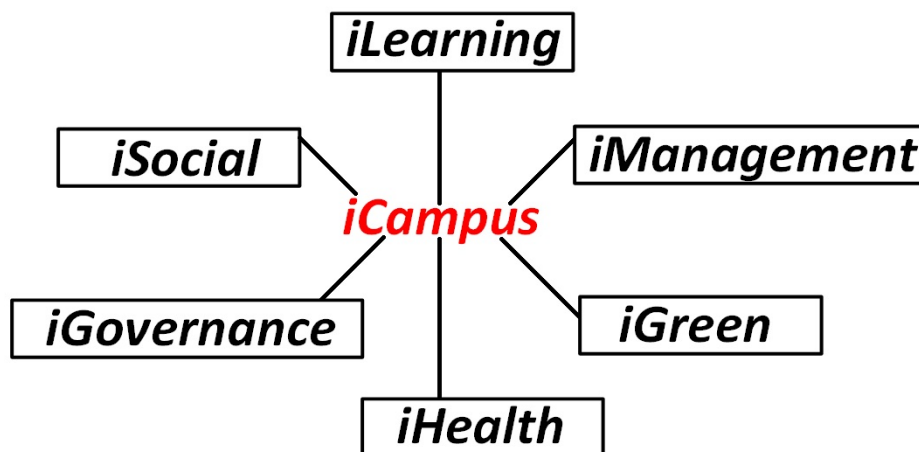 iLearning
iSocial
iManagement
iCampus
iGovernance
iGreen
iHealth